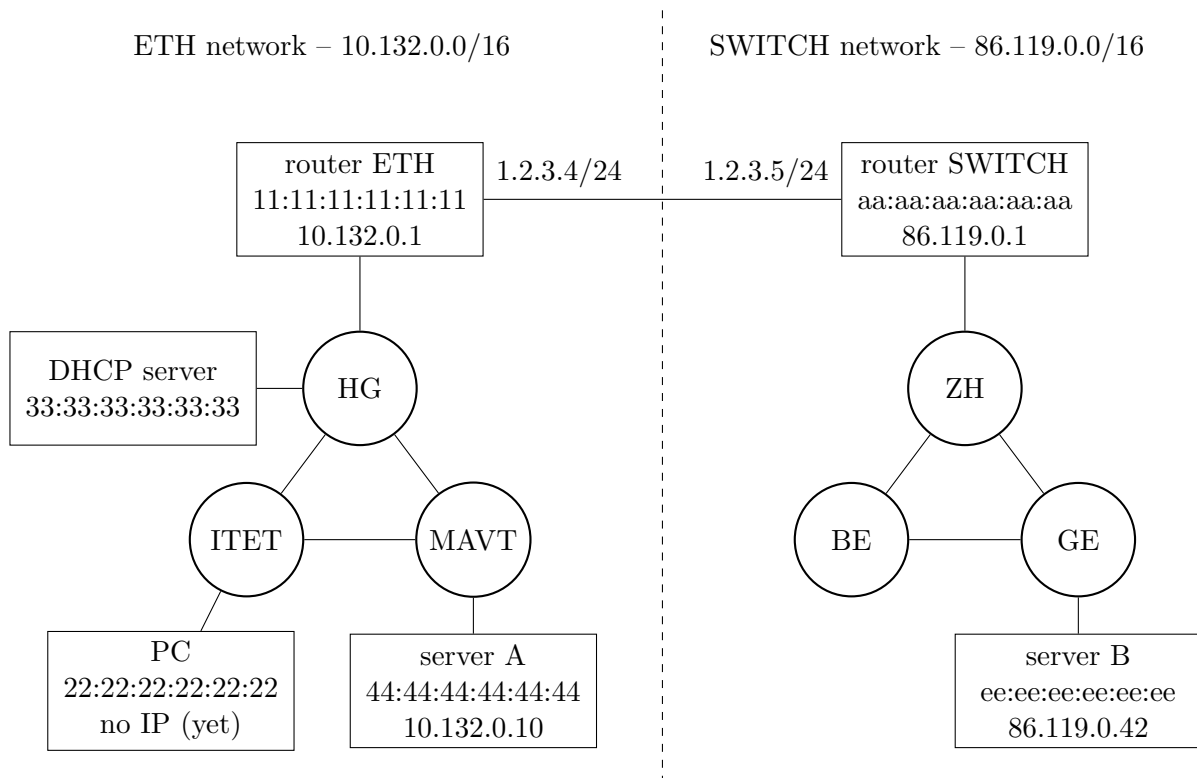 ETH network – 10.132.0.0/16
SWITCH network – 86.119.0.0/16
router ETH
11:11:11:11:11:11
10.132.0.1
1.2.3.4/24
1.2.3.5/24
router SWITCH
aa:aa:aa:aa:aa:aa
86.119.0.1
DHCP server
33:33:33:33:33:33
HG
ZH
ITET
MAVT
BE
GE
PC
22:22:22:22:22:22
no IP (yet)
server A
44:44:44:44:44:44
10.132.0.10
server B
ee:ee:ee:ee:ee:ee
86.119.0.42